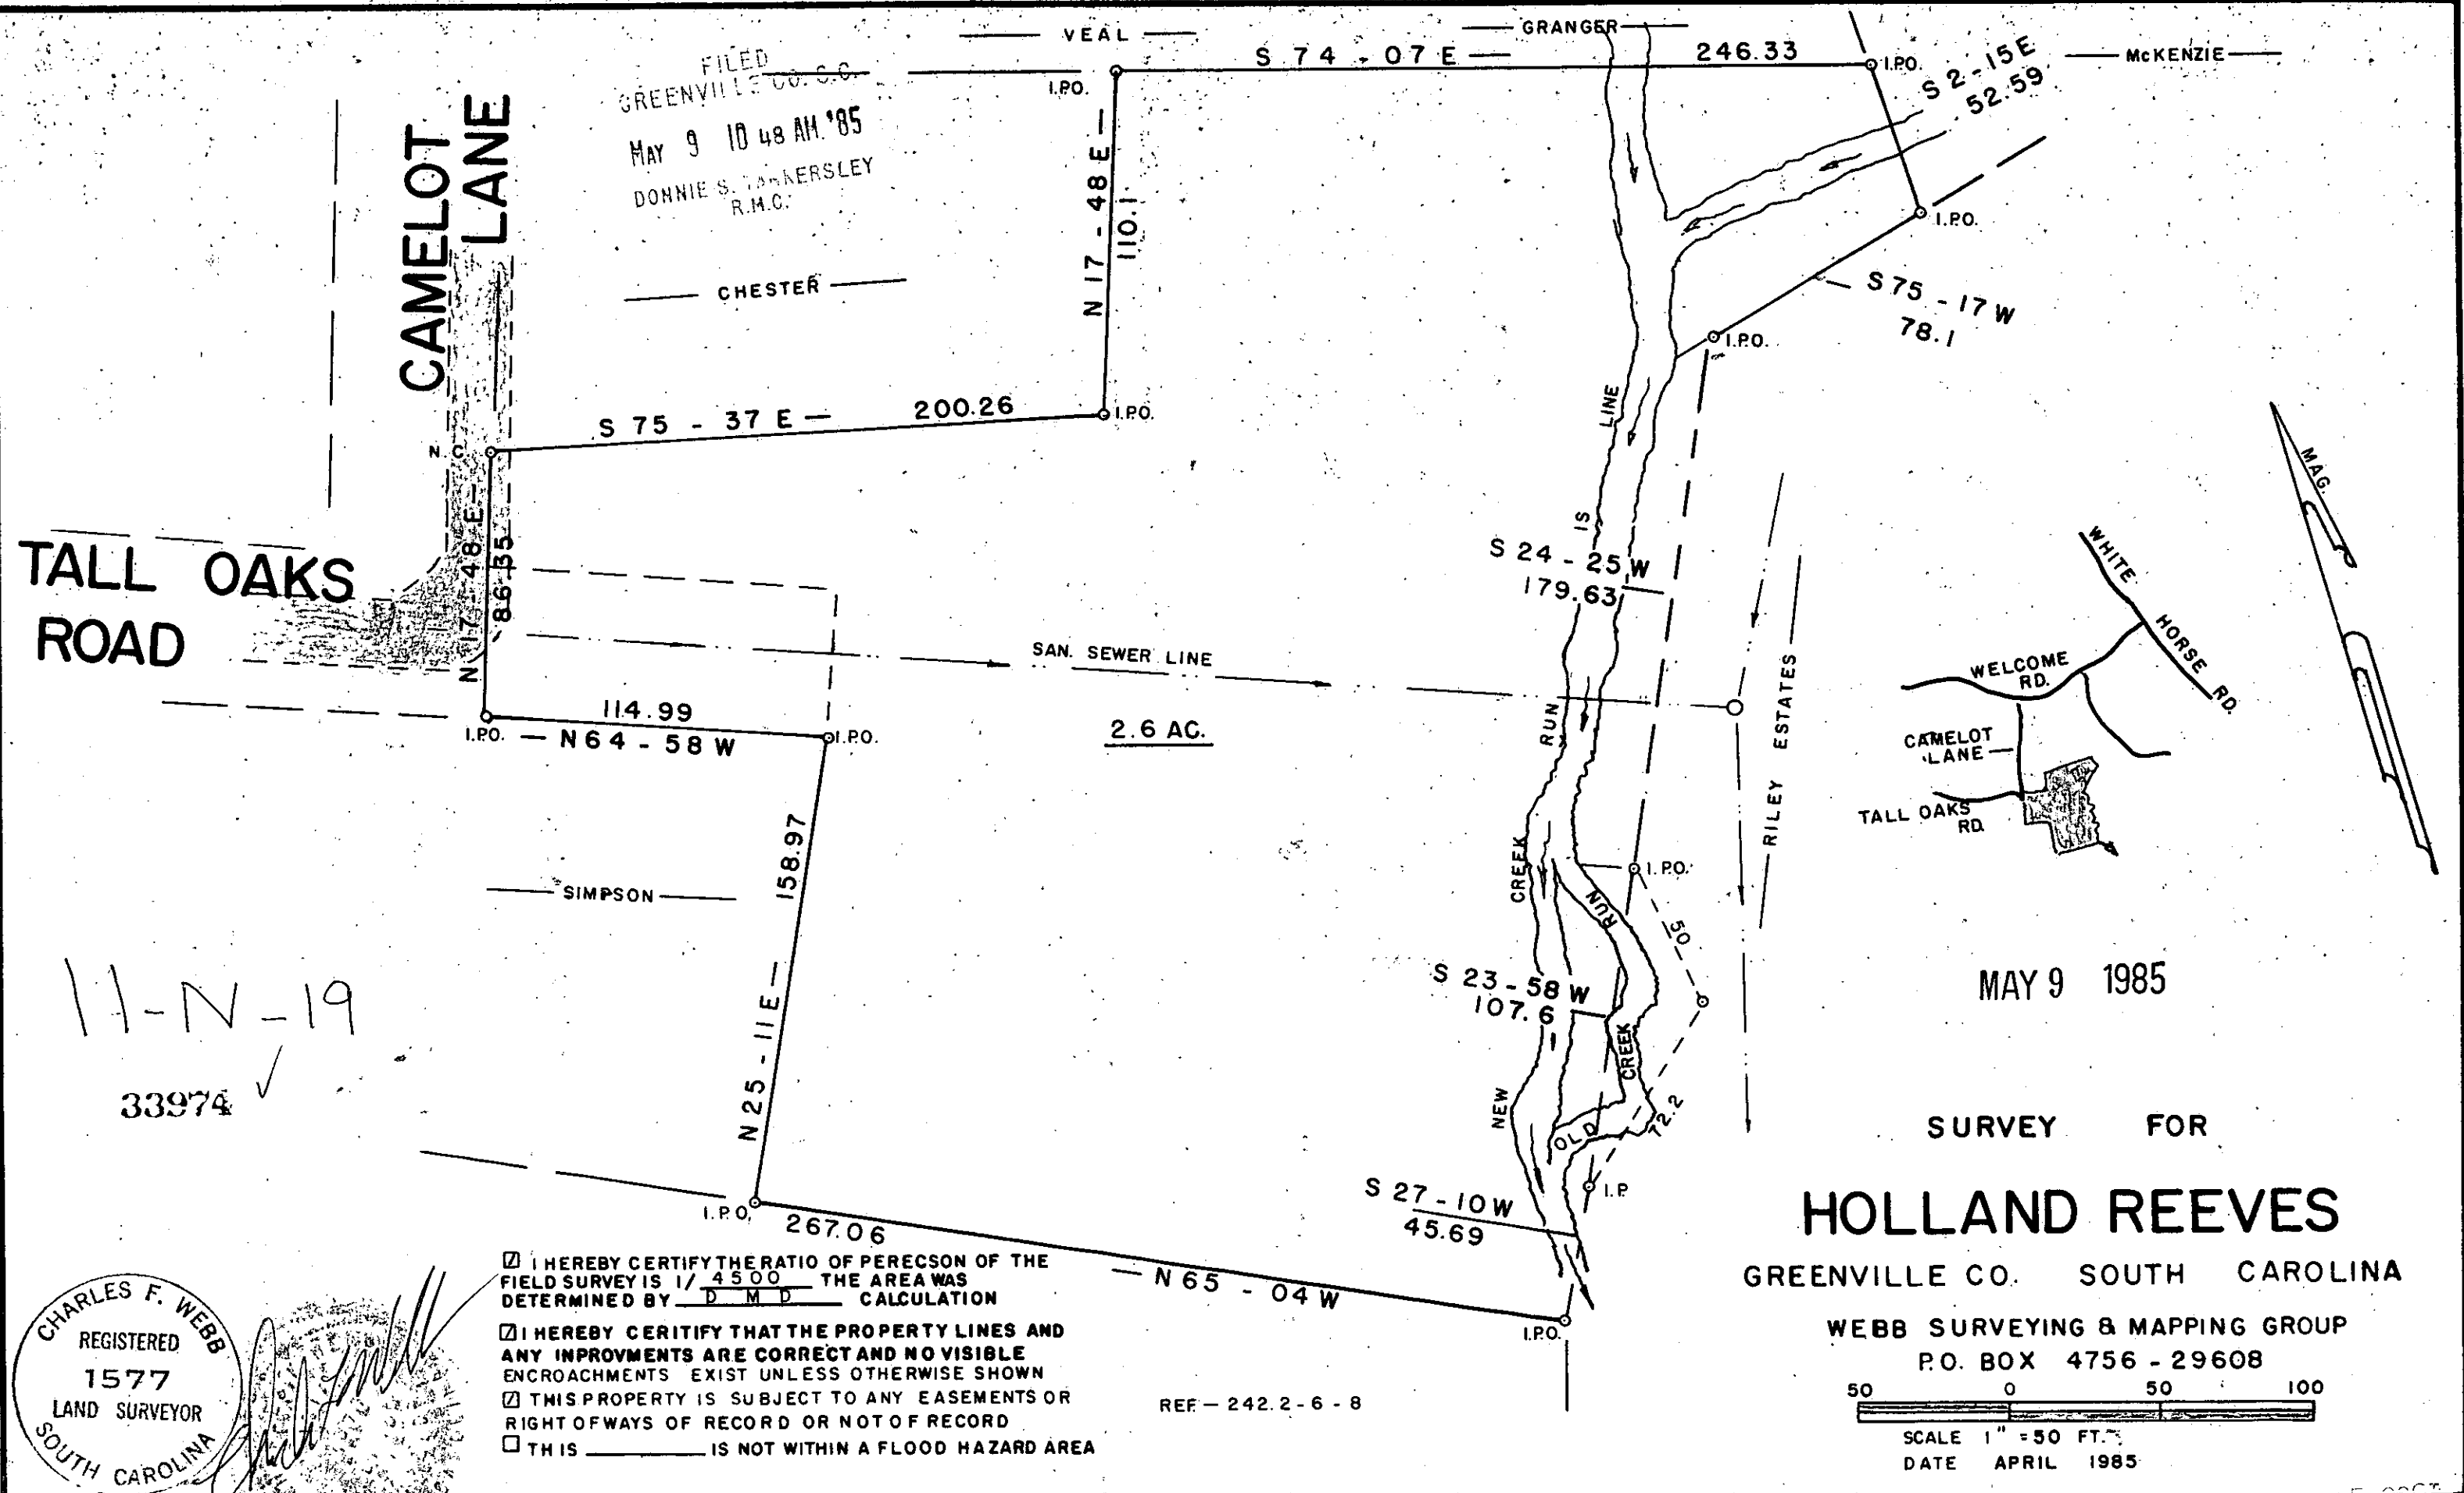 VEAL
GRANGER
McKENZIE
FILED
GREENVILLE CO. S.C.
MAY 9 10 48 AM. '85
DONNIE S. TANKERSLEY
R.M.C.
S 74 - 07 E — 246.33
I.P.O.
I.P.O.
S 2 - 15 E
52.59
CAMELOT
LANE
N 17 - 48 E —
110.1
I.P.O.
CHESTER
S 75 - 17 W
78.1
I.P.O.
LINE
IS
RUN
CREEK
NEW
S 75 - 37 E — 200.26
I.P.O.
N.C.
N 17 - 48 E —
86.35
TALL OAKS
ROAD
S 24 - 25 W
179.63
SAN. SEWER LINE
RILEY ESTATES
MAG.
WHITE HORSE RD.
WELCOME
RD.
CAMELOT
LANE
TALL OAKS
RD.
114.99
I.P.O. — N 64 - 58 W
I.P.O.
2.6 AC.
158.97
N 25 - 11 E —
SIMPSON
I.P.O.
RUN
CREEK
OLD
50
72.2
S 23 - 58 W
107.6
I.P.
S 27 - 10 W
45.69
11-N-19
33974 ✓
MAY 9 1985
I.P.O.
267.06
— N 65 - 04 W
I.P.O.
SURVEY FOR
HOLLAND REEVES
GREENVILLE CO. SOUTH CAROLINA
WEBB SURVEYING & MAPPING GROUP
P.O. BOX 4756 - 29608
50 0 50 100
SCALE 1" = 50 FT.
DATE APRIL 1985
REF. — 242.2 - 6 - 8
☑ I HEREBY CERTIFY THE RATIO OF PERECSON OF THE
FIELD SURVEY IS 1/ 4500 THE AREA WAS
DETERMINED BY D M D CALCULATION
☑ I HEREBY CERITIFY THAT THE PROPERTY LINES AND
ANY INPROVMENTS ARE CORRECT AND NO VISIBLE
ENCROACHMENTS EXIST UNLESS OTHERWISE SHOWN
☑ THIS PROPERTY IS SUBJECT TO ANY EASEMENTS OR
RIGHT OF WAYS OF RECORD OR NOT OF RECORD
☐ THIS ________ IS NOT WITHIN A FLOOD HAZARD AREA
CHARLES F. WEBB
REGISTERED
1577
LAND SURVEYOR
SOUTH CAROLINA